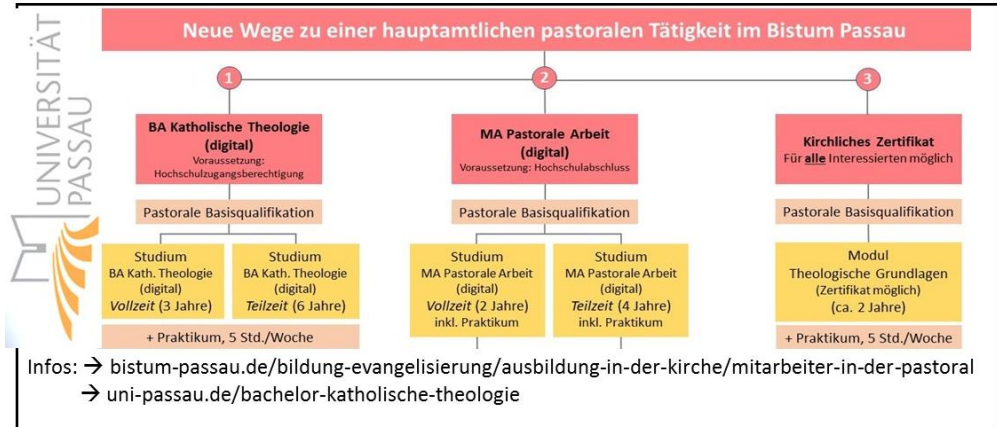 UNIVERSITÄT
PASSAU
Neue Wege zu einer hauptamtlichen pastoralen Tätigkeit im Bistum Passau
1
2
3
BA Katholische Theologie
(digital)
Voraussetzung:
Hochschulzugangsberechtigung
MA Pastorale Arbeit
(digital)
Voraussetzung: Hochschulabschluss
Kirchliches Zertifikat
Für alle Interessierten möglich
Pastorale Basisqualifikation
Pastorale Basisqualifikation
Pastorale Basisqualifikation
Studium
BA Kath. Theologie
(digital)
Vollzeit (3 Jahre)
Studium
BA Kath. Theologie
(digital)
Teilzeit (6 Jahre)
Studium
MA Pastorale Arbeit
(digital)
Vollzeit (2 Jahre)
inkl. Praktikum
Studium
MA Pastorale Arbeit
(digital)
Teilzeit (4 Jahre)
inkl. Praktikum
Modul
Theologische Grundlagen
(Zertifikat möglich)
(ca. 2 Jahre)
+ Praktikum, 5 Std./Woche
+ Praktikum, 5 Std./Woche
Infos: → bistum-passau.de/bildung-evangelisierung/ausbildung-in-der-kirche/mitarbeiter-in-der-pastoral
→ uni-passau.de/bachelor-katholische-theologie